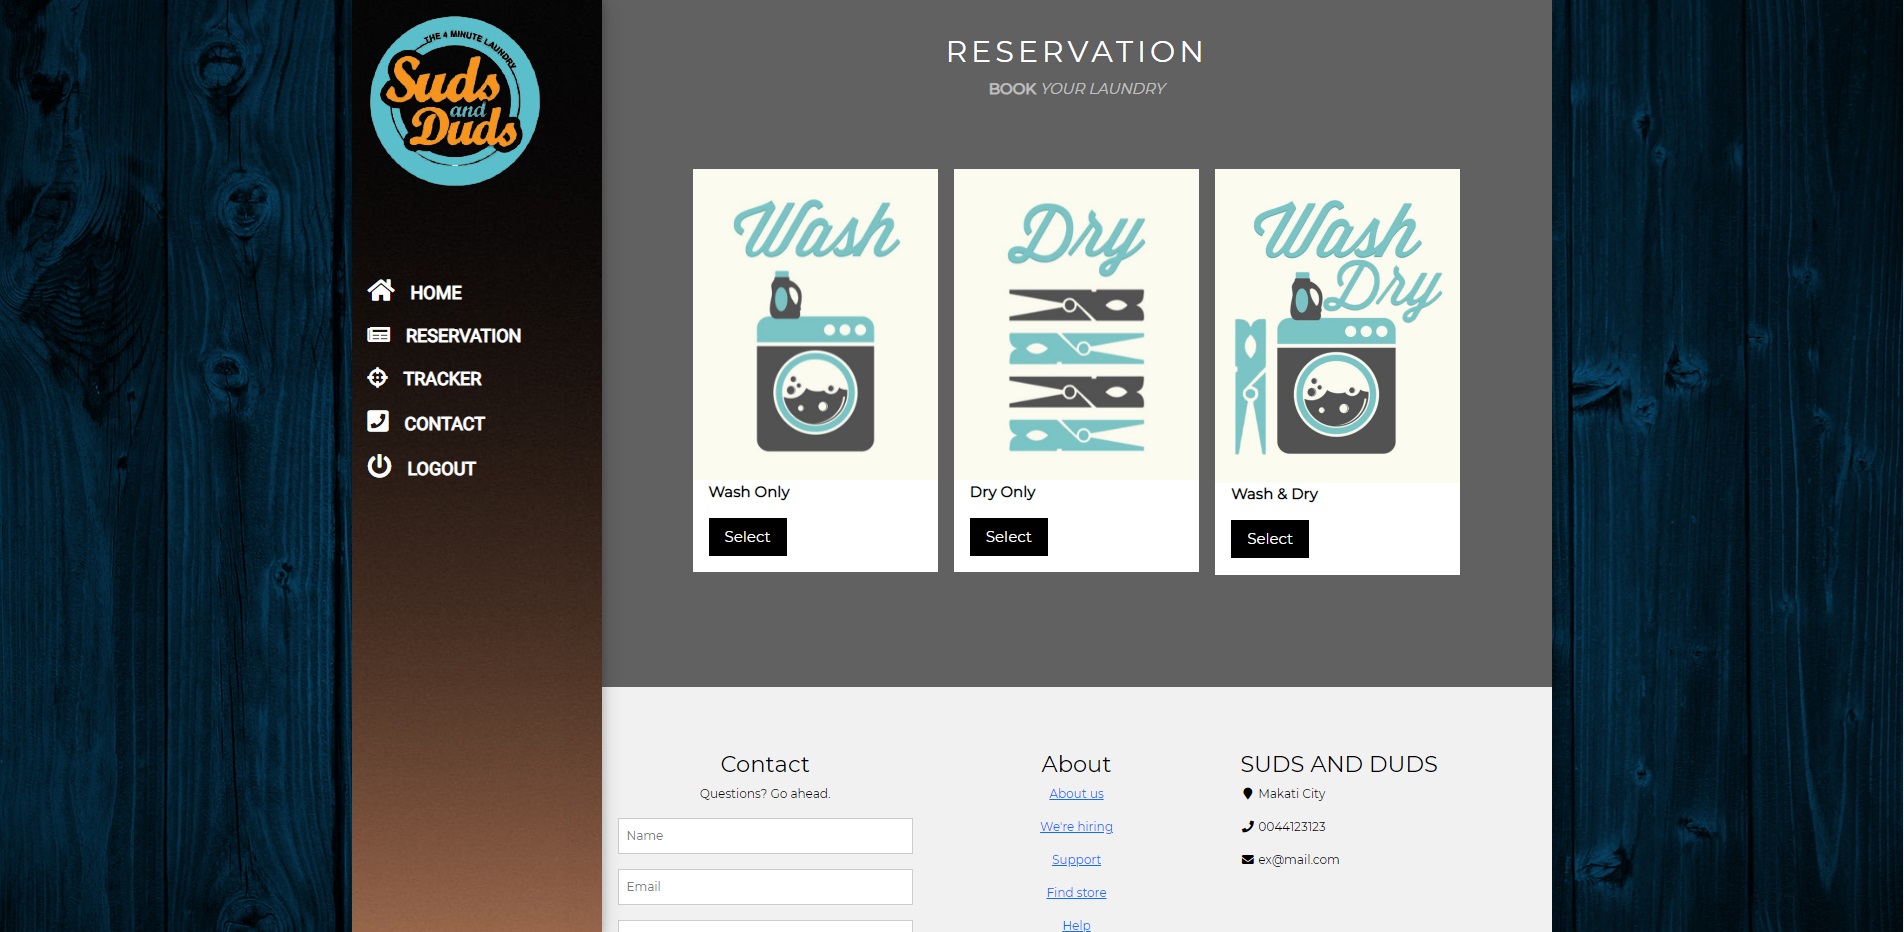 THE 4 MINUTE LAUNDRY
Suds
and
Duds
HOME
RESERVATION
TRACKER
CONTACT
LOGOUT
RESERVATION
BOOK YOUR LAUNDRY
Wash
Wash Only
Select
Dry
Dry Only
Select
Wash
Dry
Wash & Dry
Select
Contact
Questions? Go ahead.
Name
Email
About
About us
We're hiring
Support
Find store
Help
SUDS AND DUDS
Makati City
0044123123
ex@mail.com